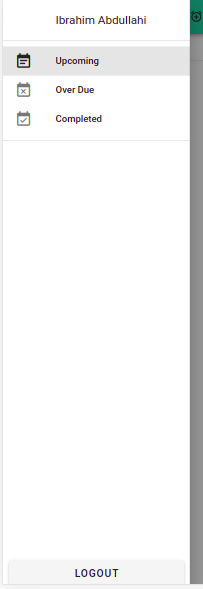 Ibrahim Abdullahi
Upcoming
Over Due
Completed
LOGOUT